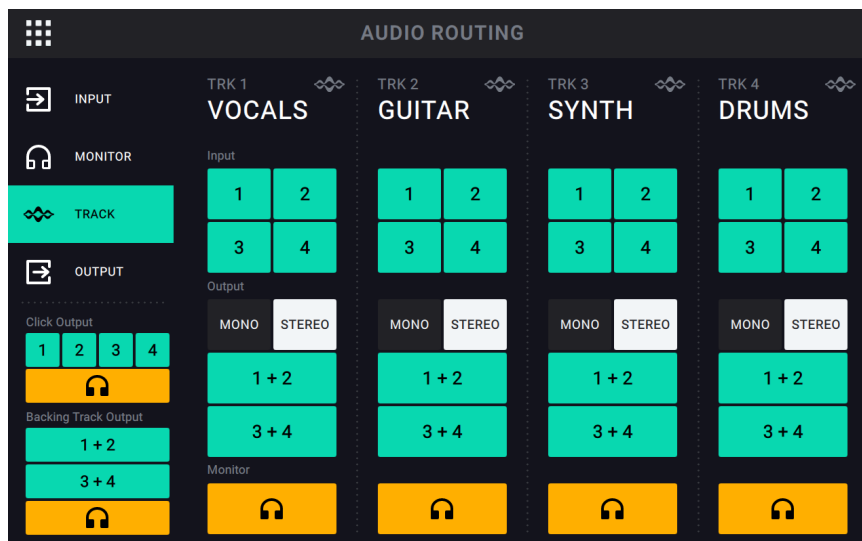 AUDIO ROUTING
INPUT
MONITOR
TRACK
OUTPUT
Click Output
1 2 3 4
Backing Track Output
1 + 2
3 + 4
TRK 1
VOCALS
Input
1 2
3 4
Output
MONO STEREO
1 + 2
3 + 4
Monitor
TRK 2
GUITAR
1 2
3 4
MONO STEREO
1 + 2
3 + 4
TRK 3
SYNTH
1 2
3 4
MONO STEREO
1 + 2
3 + 4
TRK 4
DRUMS
1 2
3 4
MONO STEREO
1 + 2
3 + 4